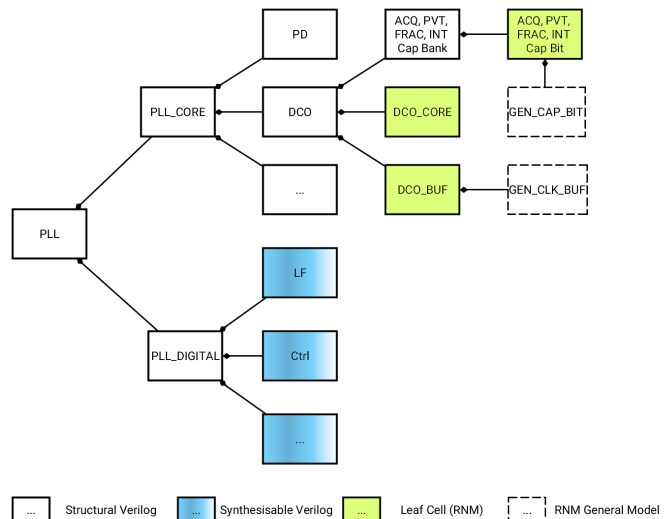 PD
ACQ, PVT,
FRAC, INT
Cap Bank
ACQ, PVT,
FRAC, INT
Cap Bit
PLL_CORE
DCO
DCO_CORE
GEN_CAP_BIT
...
DCO_BUF
GEN_CLK_BUF
PLL
LF
PLL_DIGITAL
Ctrl
...
... Structural Verilog ... Synthesisable Verilog ... Leaf Cell (RNM) ... RNM General Model